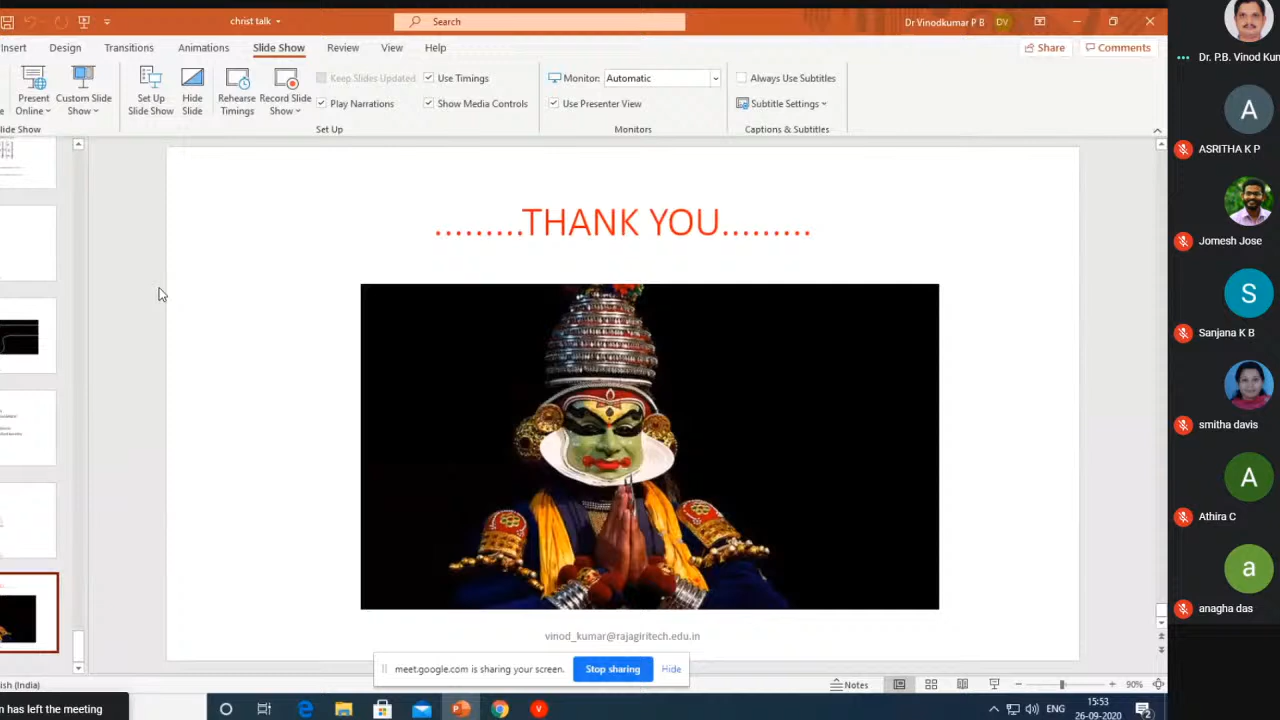 christ talk
Search
Dr Vinodkumar P B
DV
Insert
Design
Transitions
Animations
Slide Show
Review
View
Help
Share
Comments
Present Online
Custom Slide Show
Set Up Slide Show
Hide Slide
Rehearse Timings
Record Slide Show
Keep Slides Updated
Use Timings
Play Narrations
Show Media Controls
Monitor:
Automatic
Use Presenter View
Always Use Subtitles
Subtitle Settings
Slide Show
Set Up
Monitors
Captions & Subtitles
.........THANK YOU.........
vinod_kumar@rajagiritech.edu.in
meet.google.com is sharing your screen.
Stop sharing
Hide
(India)
Notes
90%
has left the meeting
ENG
15:53
26-09-2020
2
Dr. P.B. Vinod
A
ASRITHA K P
Jomesh Jose
S
Sanjana K B
smitha davis
A
Athira C
a
anagha das